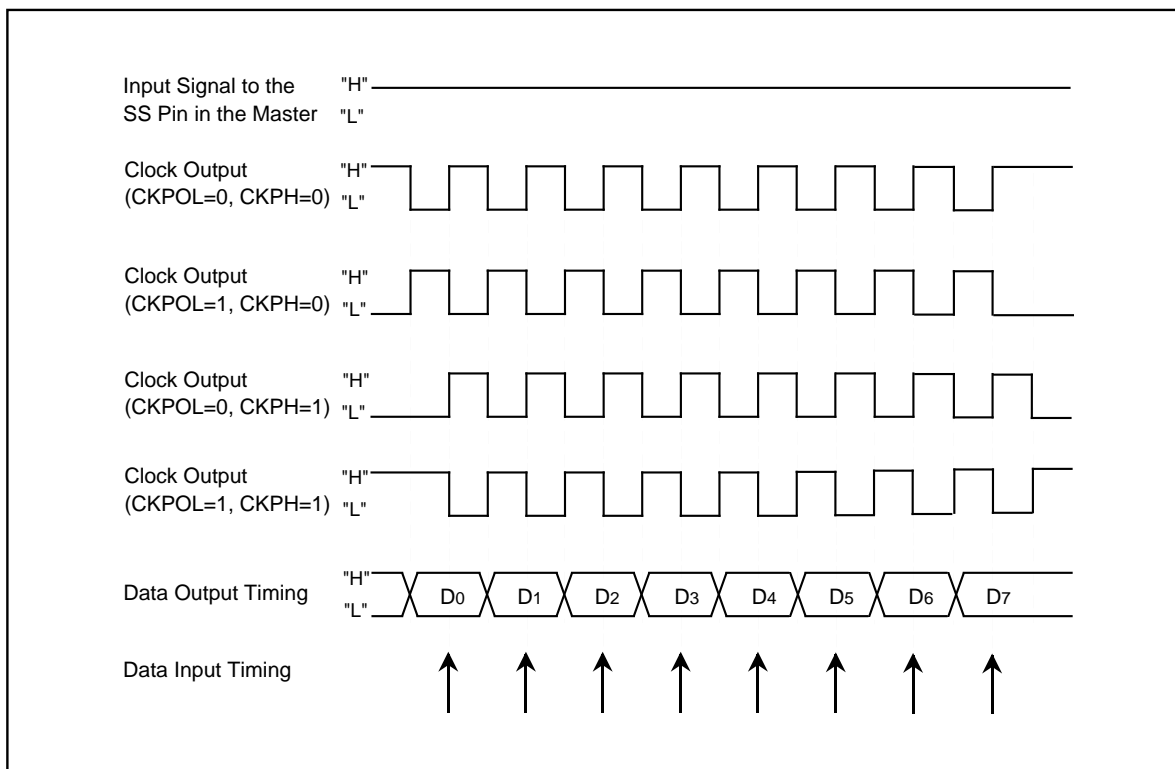 Input Signal to the "H"
SS Pin in the Master "L"
Clock Output "H"
(CKPOL=0, CKPH=0) "L"
Clock Output "H"
(CKPOL=1, CKPH=0) "L"
Clock Output "H"
(CKPOL=0, CKPH=1) "L"
Clock Output "H"
(CKPOL=1, CKPH=1) "L"
"H"
Data Output Timing D0 D1 D2 D3 D4 D5 D6 D7
"L"
Data Input Timing